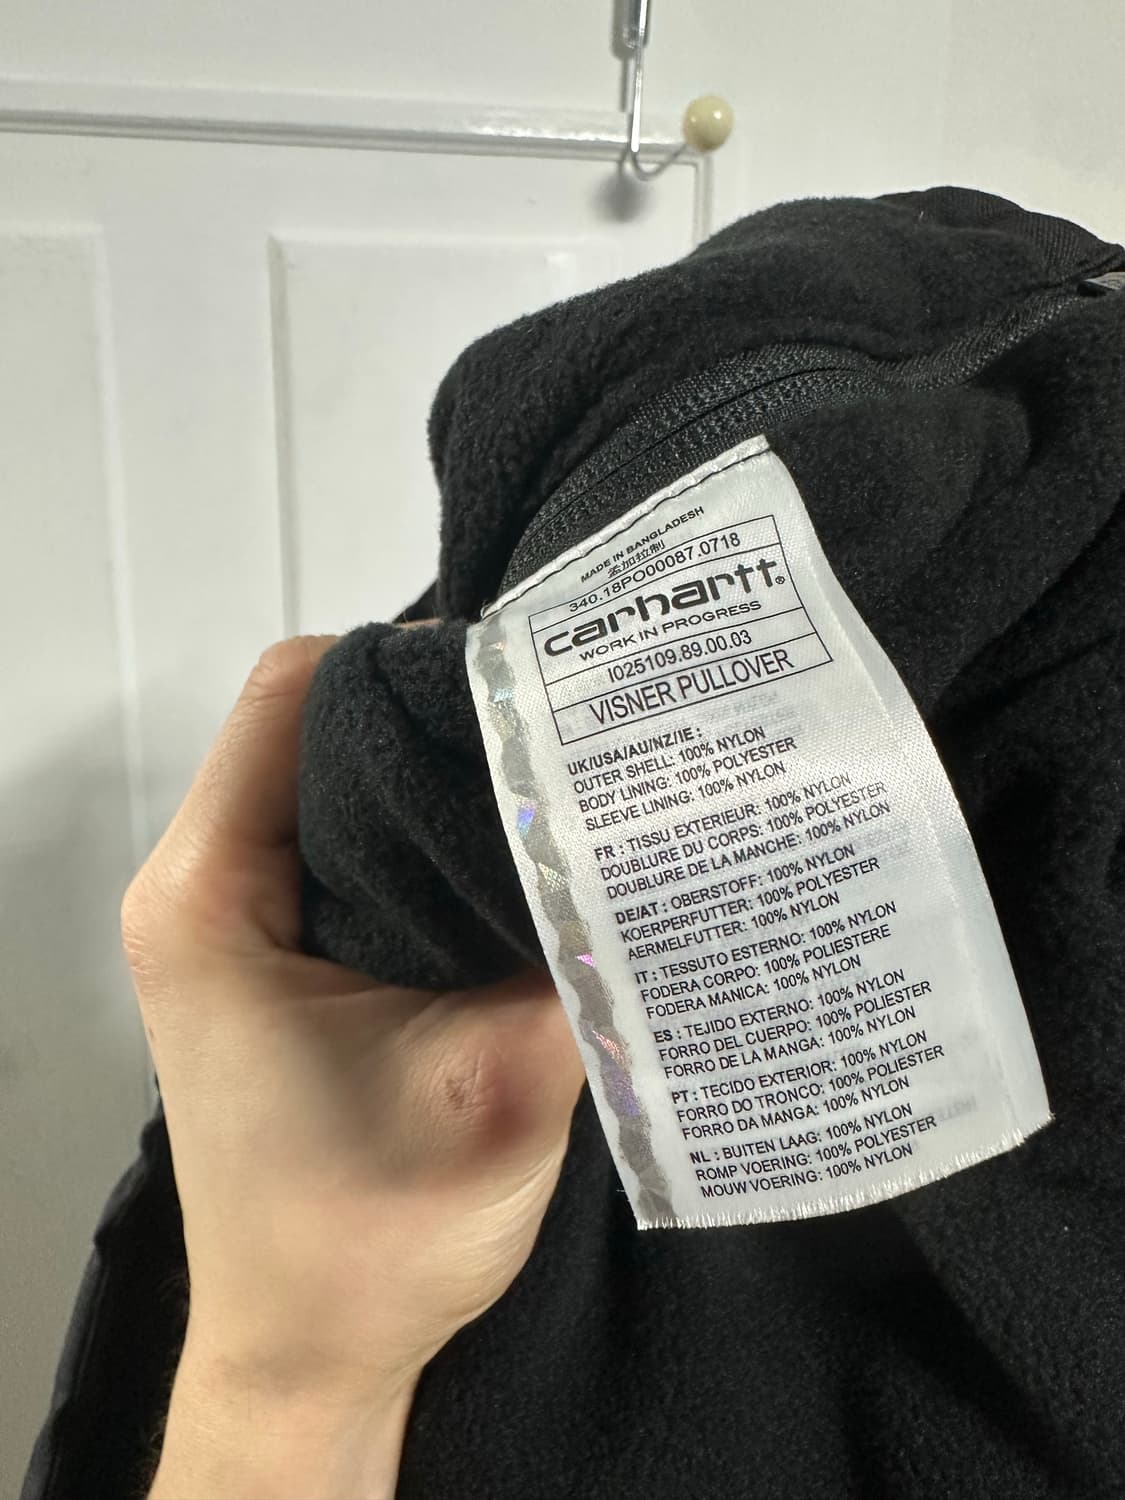 MADE IN BANGLADESH
孟加拉制
340.18PO00087.0718
carhartt®
WORK IN PROGRESS
I025109.89.00.03
VISNER PULLOVER
UK/USA/AU/NZ/IE :
OUTER SHELL: 100% NYLON
BODY LINING: 100% POLYESTER
SLEEVE LINING: 100% NYLON
FR : TISSU EXTERIEUR: 100% NYLON
DOUBLURE DU CORPS: 100% POLYESTER
DOUBLURE DE LA MANCHE: 100% NYLON
DE/AT : OBERSTOFF: 100% NYLON
KOERPERFUTTER: 100% POLYESTER
AERMELFUTTER: 100% NYLON
IT : TESSUTO ESTERNO: 100% NYLON
FODERA CORPO: 100% POLIESTERE
FODERA MANICA: 100% NYLON
ES : TEJIDO EXTERNO: 100% NYLON
FORRO DEL CUERPO: 100% POLIESTER
FORRO DE LA MANGA: 100% NYLON
PT : TECIDO EXTERIOR: 100% NYLON
FORRO DO TRONCO: 100% POLIESTER
FORRO DA MANGA: 100% NYLON
NL : BUITEN LAAG: 100% NYLON
ROMP VOERING: 100% POLYESTER
MOUW VOERING: 100% NYLON